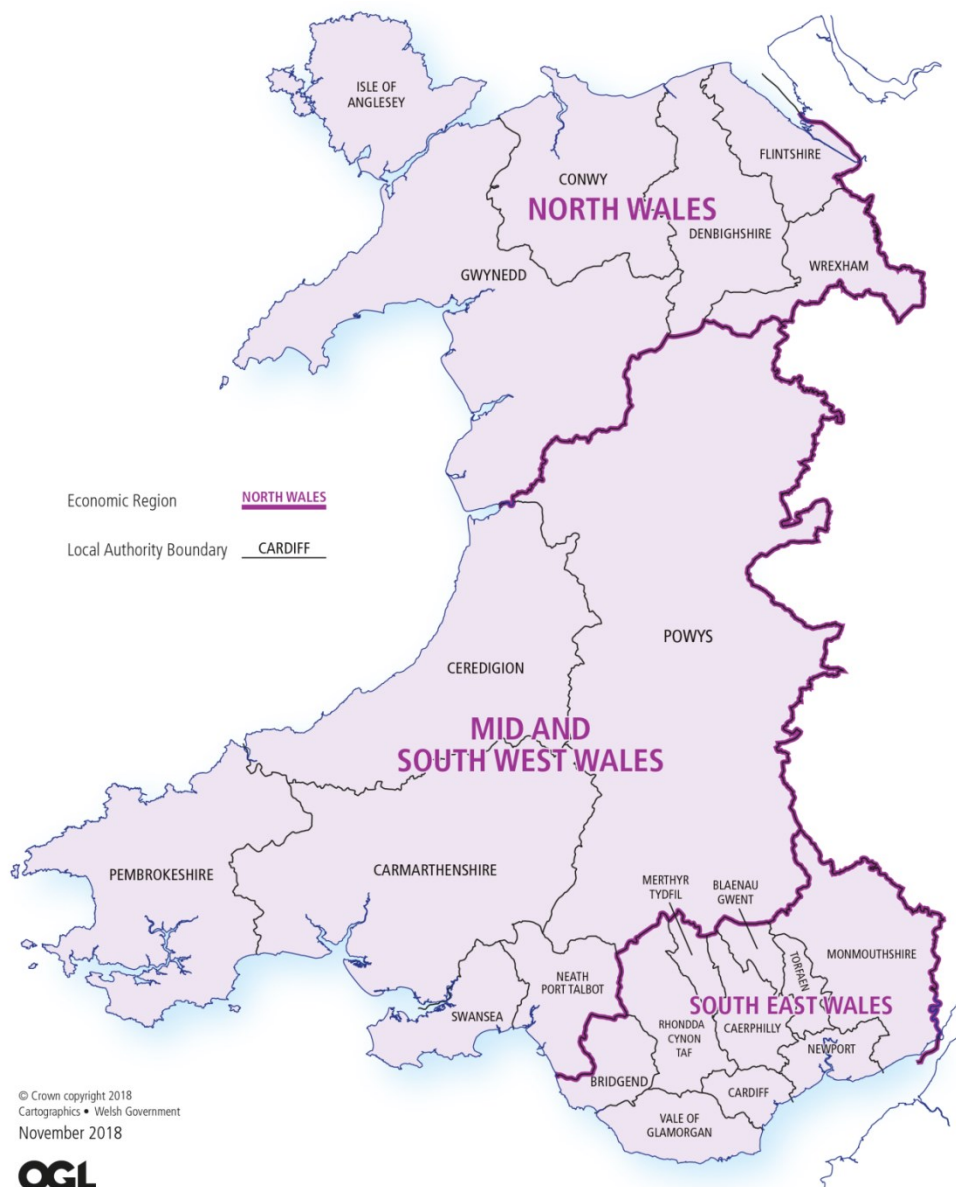 ISLE OF
ANGLESEY
FLINTSHIRE
CONWY
NORTH WALES
DENBIGHSHIRE
WREXHAM
GWYNEDD
Economic Region NORTH WALES
Local Authority Boundary CARDIFF
POWYS
CEREDIGION
MID AND
SOUTH WEST WALES
PEMBROKESHIRE
CARMARTHENSHIRE
MERTHYR
TYDFIL
BLAENAU
GWENT
MONMOUTHSHIRE
TORFAEN
NEATH
PORT TALBOT
SWANSEA
SOUTH EAST WALES
RHONDDA
CYNON
TAF
CAERPHILLY
NEWPORT
BRIDGEND
CARDIFF
VALE OF
GLAMORGAN
© Crown copyright 2018
Cartographics • Welsh Government
November 2018
OGL